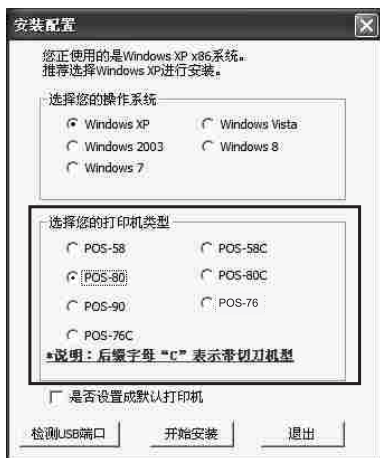 安装配置
您正使用的是Windows XP x86系统。
推荐选择Windows XP进行安装。
选择您的操作系统
Windows XP Windows Vista
Windows 2003 Windows 8
Windows 7
选择您的打印机类型
POS-58 POS-58C
POS-80 POS-80C
POS-90 POS-76
POS-76C
*说明：后缀字母“C”表示带切刀机型
是否设置成默认打印机
检测USB端口 开始安装 退出